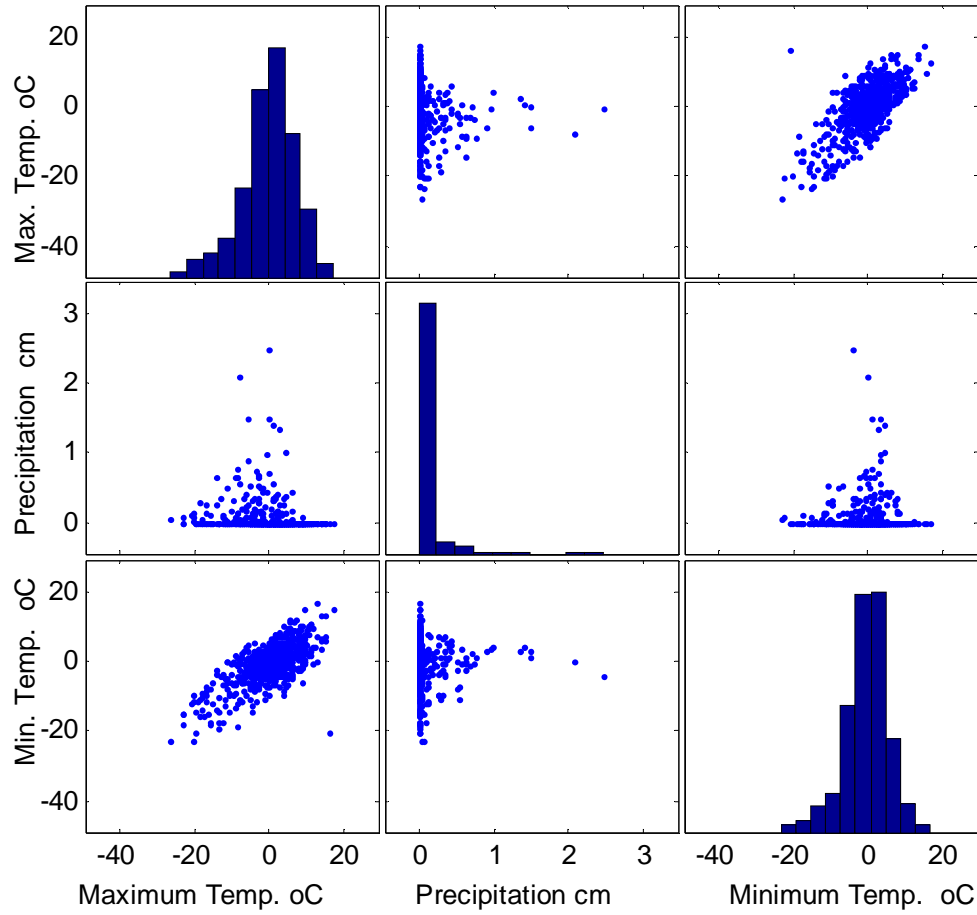 Max. Temp. oC
20
0
-20
-40
Precipitation cm
3
2
1
0
Min. Temp. oC
20
0
-20
-40
-40 -20 0 20
0 1 2 3
-40 -20 0 20
Maximum Temp. oC
Precipitation cm
Minimum Temp. oC